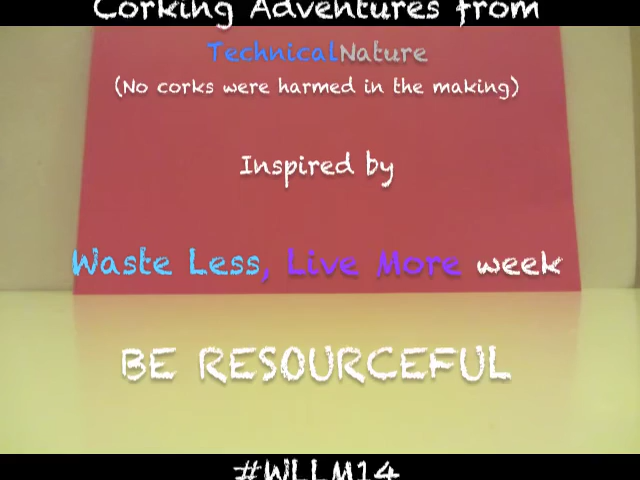 Corking Adventures from
TechnicalNature
(No corks were harmed in the making)
Inspired by
Waste Less, Live More week
BE RESOURCEFUL
#WLLM14